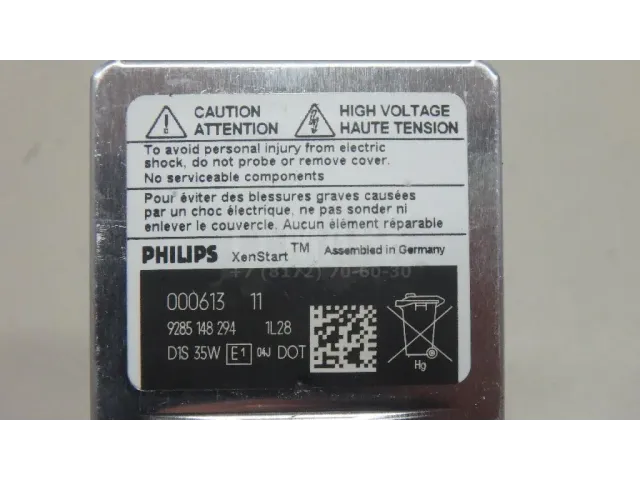 CAUTION
ATTENTION
HIGH VOLTAGE
HAUTE TENSION
To avoid personal injury from electric
shock, do not probe or remove cover.
No serviceable components
Pour éviter des blessures graves causées
par un choc électrique, ne pas sonder ni
enlever le couvercle. Aucun élément réparable
PHILIPS XenStart™ Assembled in Germany
+7 (8172) 70-60-30
000613 11
9285 148 294 1L28
D1S 35W E1 04J DOT
Hg